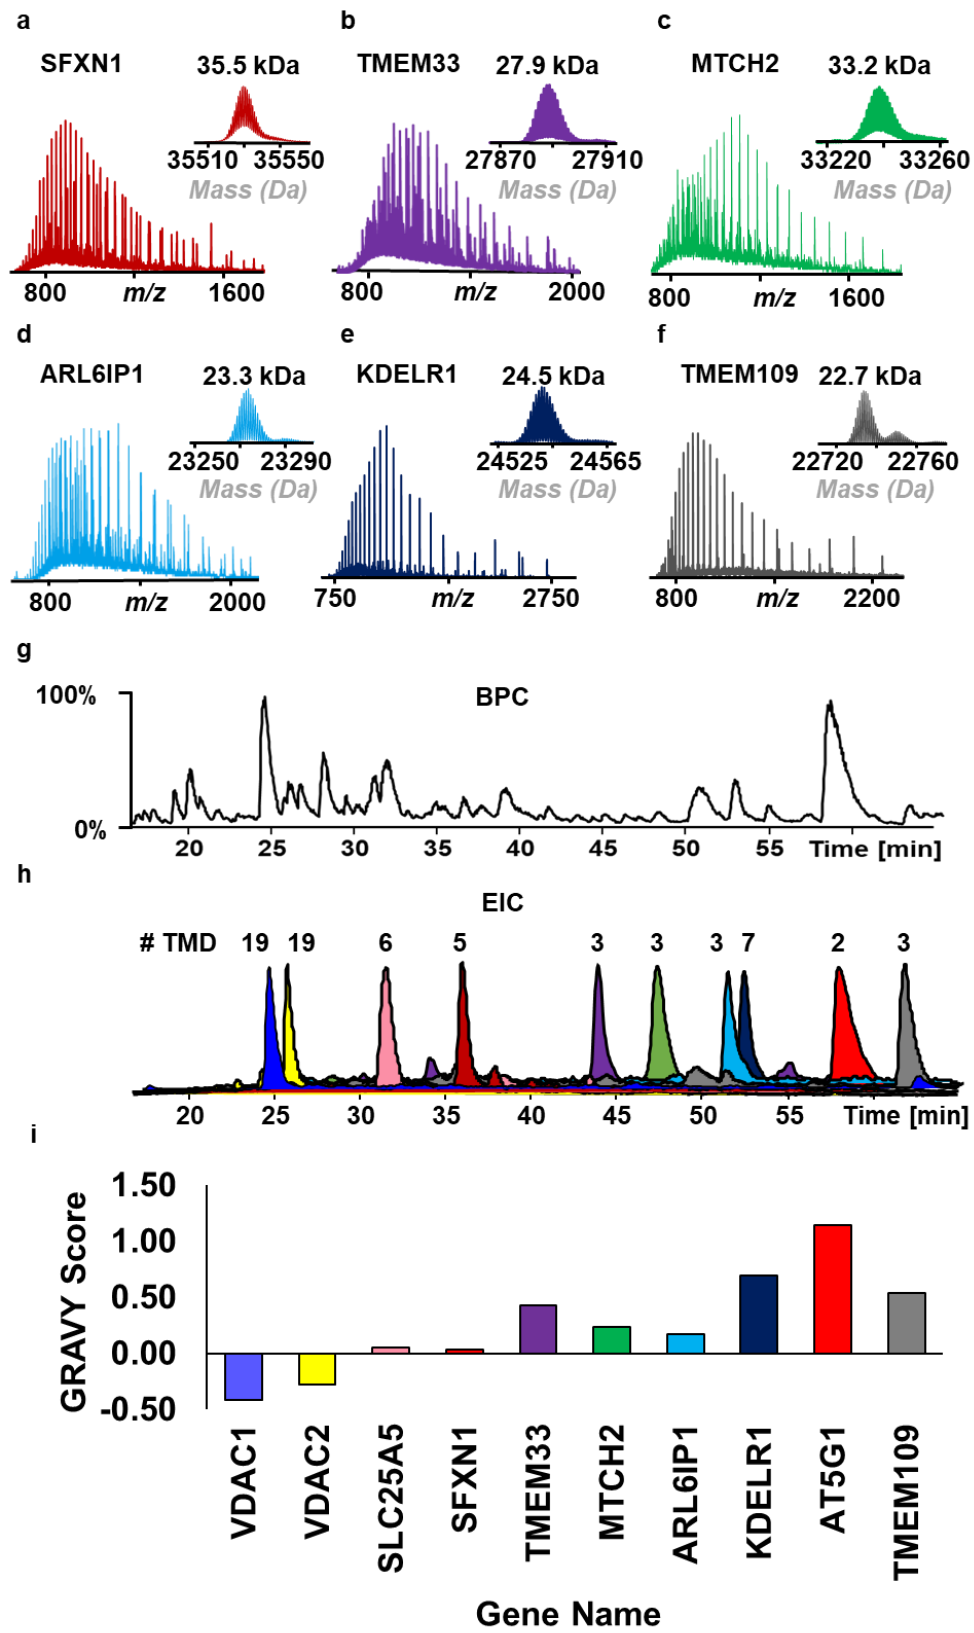 a b c
SFXN1 35.5 kDa TMEM33 27.9 kDa MTCH2 33.2 kDa
35510 35550 27870 27910 33220 33260
Mass (Da) Mass (Da) Mass (Da)
800 m/z 1600 800 m/z 2000 800 m/z 1600
d e f
ARL6IP1 23.3 kDa KDELR1 24.5 kDa TMEM109 22.7 kDa
23250 23290 24525 24565 22720 22760
Mass (Da) Mass (Da) Mass (Da)
800 m/z 2000 750 m/z 2750 800 m/z 2200
g
100% BPC
0%
20 25 30 35 40 45 50 55 Time [min]
h
EIC
# TMD 19 19 6 5 3 3 3 7 2 3
20 25 30 35 40 45 50 55 Time [min]
i
GRAVY Score
1.50
1.00
0.50
0.00
-0.50
VDAC1 VDAC2 SLC25A5 SFXN1 TMEM33 MTCH2 ARL6IP1 KDELR1 AT5G1 TMEM109
Gene Name